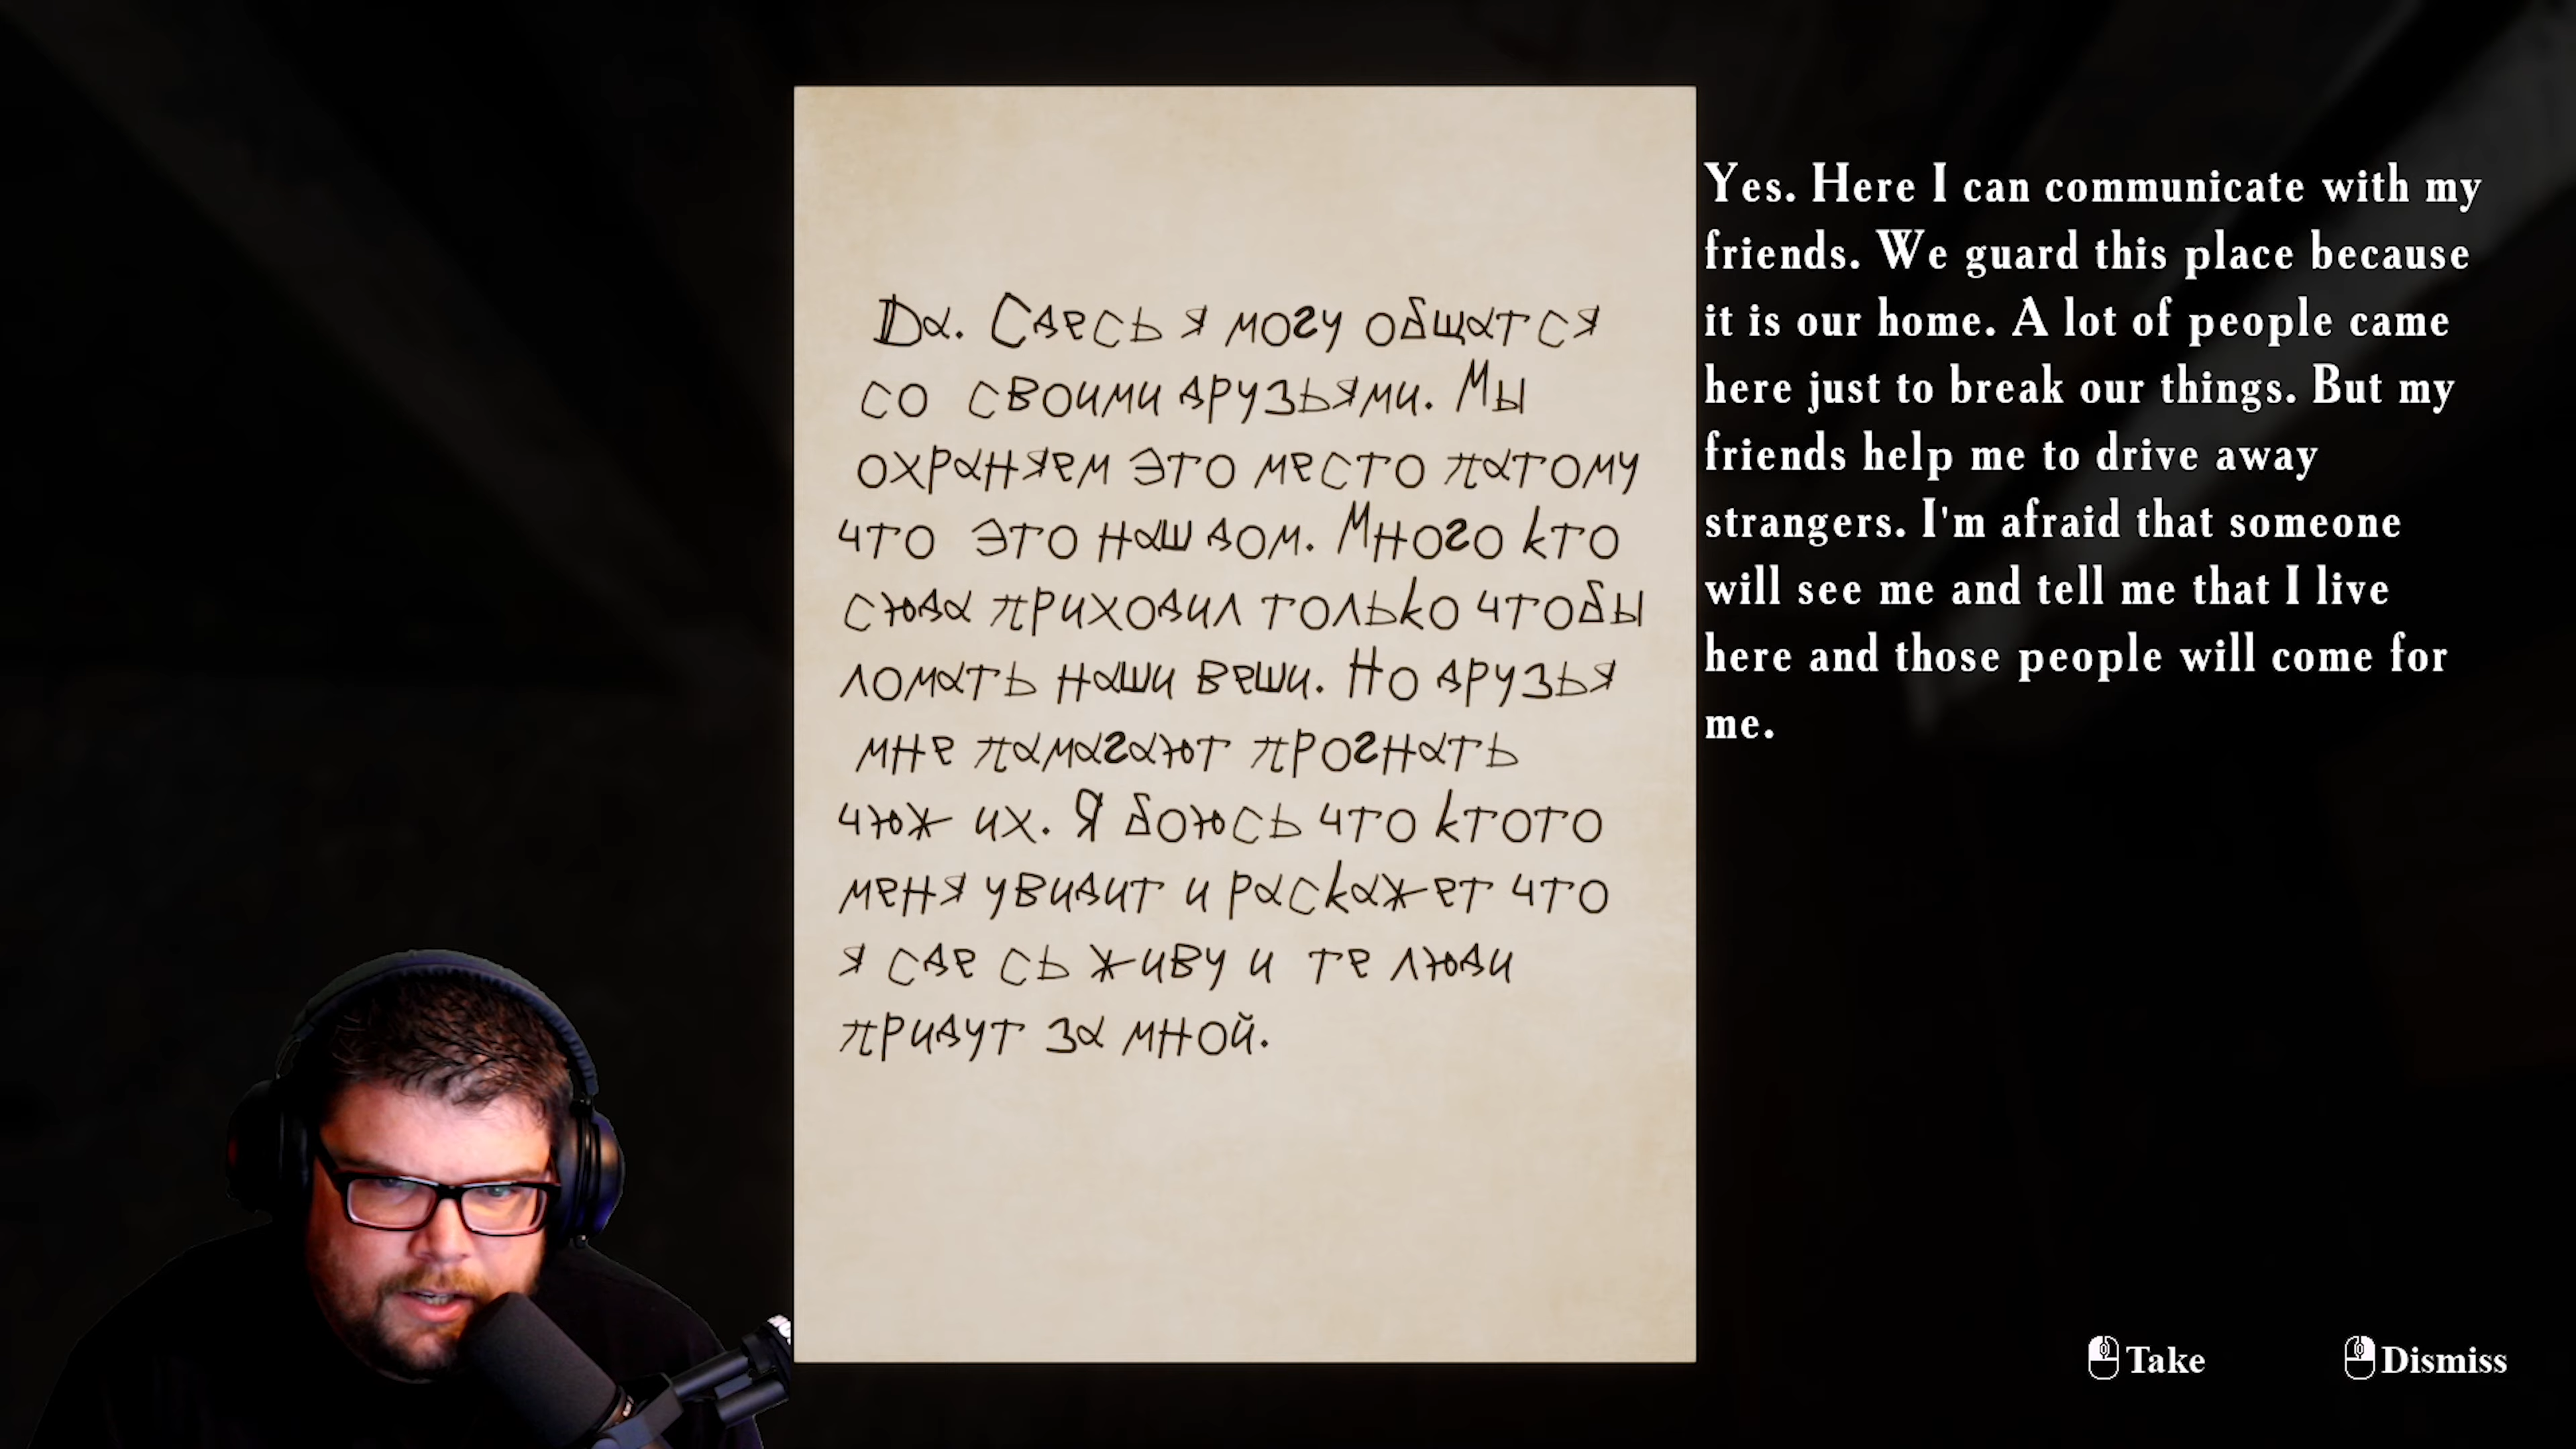 Да. Сдесь я могу общатся
со своими друзьями. Мы
охраняем это место патому
что это наш дом. Много кто
сюда приходил только чтобы
ломать наши веши. Но друзья
мне памагают прогнать
чюж их. Я боюсь что ктото
меня увидит и раскажет что
я сде сь живу и те люди
придут за мной.
Yes. Here I can communicate with my
friends. We guard this place because
it is our home. A lot of people came
here just to break our things. But my
friends help me to drive away
strangers. I'm afraid that someone
will see me and tell me that I live
here and those people will come for
me.
Take
Dismiss